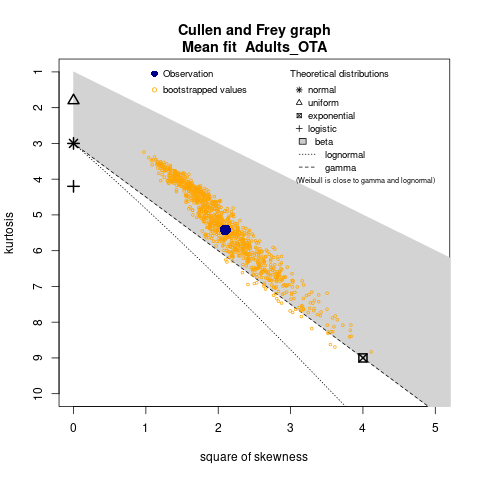 Cullen and Frey graph
Mean fit  Adults_OTA
Observation
bootstrapped values
Theoretical distributions
normal
uniform
exponential
logistic
beta
lognormal
gamma
(Weibull is close to gamma and lognormal)
kurtosis
1
2
3
4
5
6
7
8
9
10
0
1
2
3
4
5
square of skewness